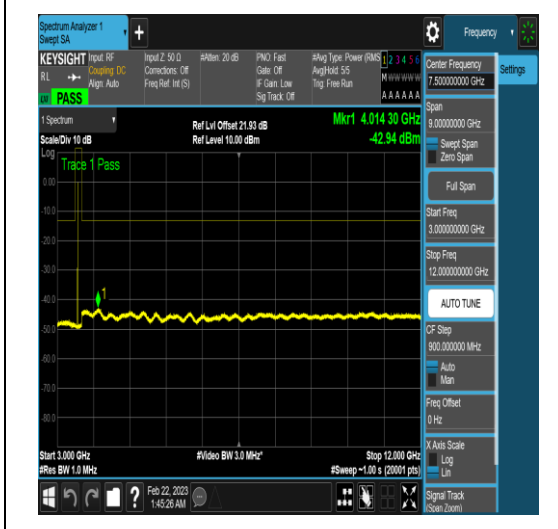 Spectrum Analyzer 1
Swept SA
Frequency
KEYSIGHT
Input: RF
Coupling: DC
Align: Auto
Input Z: 50 Ω
Corrections: Off
Freq Ref: Int (S)
#Atten: 20 dB
PNO: Fast
Gate: Off
IF Gain: Low
Sig Track: Off
#Avg Type: Power (RMS)
Avg|Hold: 5/5
Trig: Free Run
1 2 3 4 5 6
M W W W W W
A A A A A A
RL
PASS
1 Spectrum
Scale/Div 10 dB
Ref Lvl Offset 21.93 dB
Ref Level 10.00 dBm
Mkr1 4.014 30 GHz
-42.94 dBm
Log
Trace 1 Pass
0.00
-10.0
-20.0
-30.0
-40.0
-50.0
-60.0
-70.0
-80.0
1
Start 3.000 GHz
#Res BW 1.0 MHz
#Video BW 3.0 MHz*
Stop 12.000 GHz
#Sweep ~1.00 s (20001 pts)
Feb 22, 2023
1:45:26 AM
Settings
Center Frequency
7.500000000 GHz
Span
9.00000000 GHz
Swept Span
Zero Span
Full Span
Start Freq
3.000000000 GHz
Stop Freq
12.000000000 GHz
AUTO TUNE
CF Step
900.000000 MHz
Auto
Man
Freq Offset
0 Hz
X Axis Scale
Log
Lin
Signal Track
(Span Zoom)